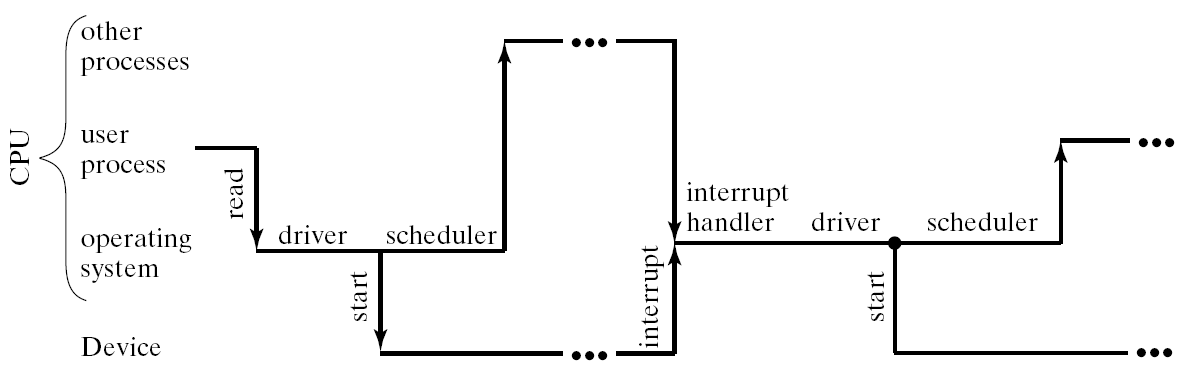 other
processes
CPU
user
process
read
operating
system
driver
scheduler
start
Device
interrupt
interrupt
handler
driver
scheduler
start